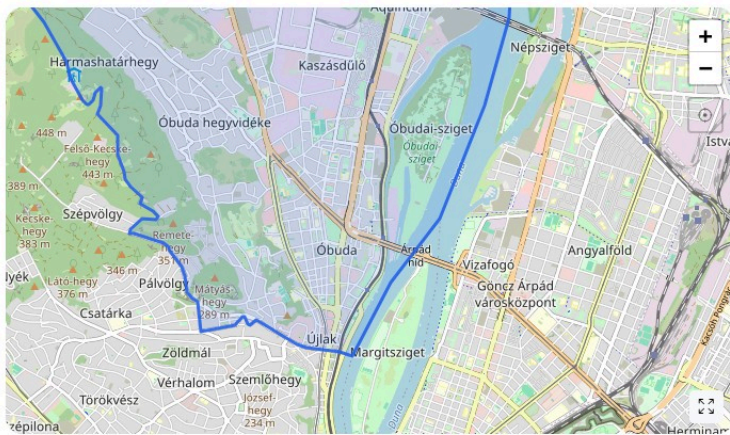 Aquincum
Népsziget
+
−
Hármashatárhegy
Kaszásdűlő
Óbuda hegyvidéke
Óbudai-sziget
Óbudai-
sziget
448 m
Felső-Kecske-
hegy
443 m
389 m
Szépvölgy
Duna
Kecske-
hegy
383 m
Remete-
hegy
351 m
Óbuda
Árpád
híd
Vizafogó
Angyalföld
346 m
Látó-hegy
376 m
Pálvölgy
Mátyás-
hegy
289 m
Göncz Árpád
városközpont
Csatárka
Újlak
Margitsziget
Zöldmál
Szemlőhegy
Vérhalom
József-
hegy
234 m
Törökvész
Duna